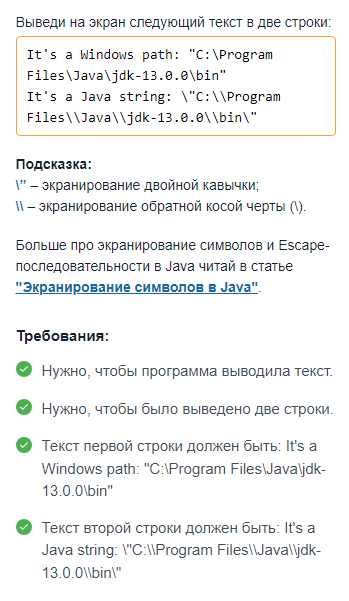 Выведи на экран следующий текст в две строки:
It's a Windows path: "C:\Program
Files\Java\jdk-13.0.0\bin"
It's a Java string: \"C:\\Program
Files\\Java\\jdk-13.0.0\\bin\"
Подсказка:
\” – экранирование двойной кавычки;
\\ – экранирование обратной косой черты (\).
Больше про экранирование символов и Escape-
последовательности в Java читай в статье
"Экранирование символов в Java".
Требования:
Нужно, чтобы программа выводила текст.
Нужно, чтобы было выведено две строки.
Текст первой строки должен быть: It's a
Windows path: "C:\Program Files\Java\jdk-
13.0.0\bin"
Текст второй строки должен быть: It's a
Java string: \"C:\\Program Files\\Java\\jdk-
13.0.0\\bin\"